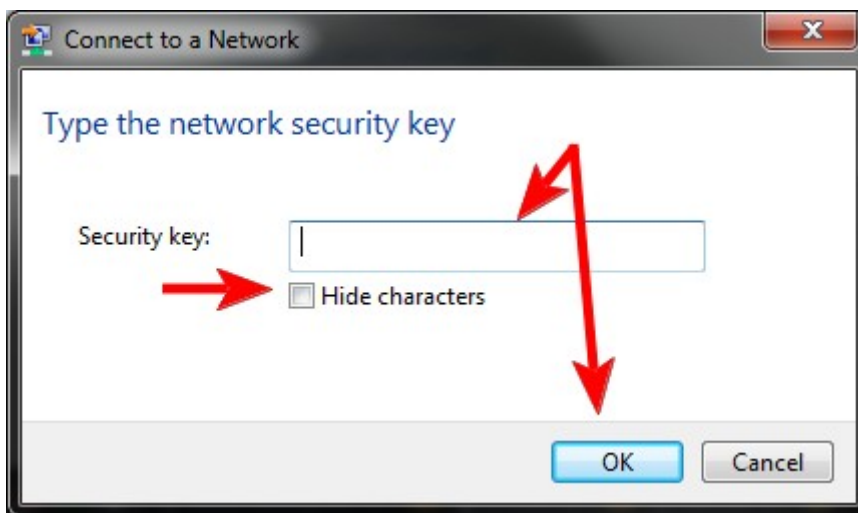 Connect to a Network
Type the network security key
Security key:
Hide characters
OK Cancel